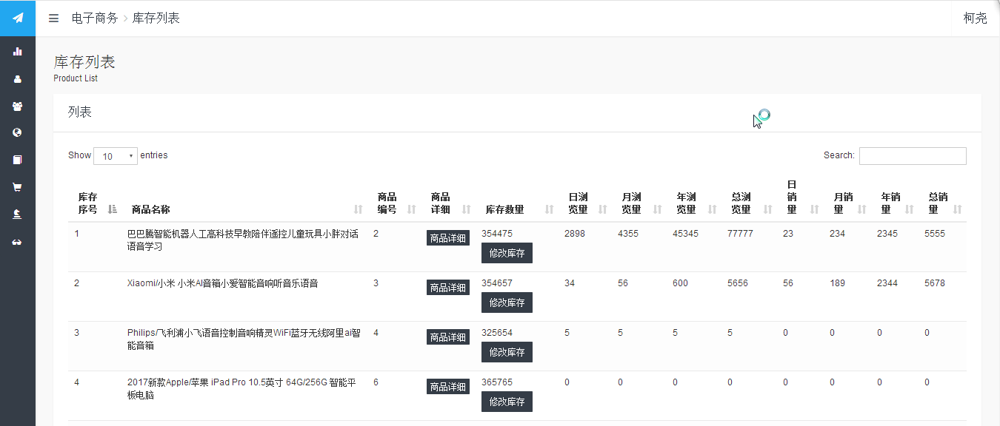 电子商务 > 库存列表
柯尧
库存列表
Product List
列表
Show 10 entries
Search:
库存序号 商品名称 商品编号 商品详细 库存数量 日浏览量 月浏览量 年浏览量 总浏览量 日销量 月销量 年销量 总销量
1 巴巴腾智能机器人工高科技早教陪伴遥控儿童玩具小胖对话 2 商品详细 354475 2898 4355 45345 77777 23 234 2345 5555
语音学习 修改库存
2 Xiaomi/小米 小米AI音箱小爱智能音响听音乐语音 3 商品详细 354657 34 56 600 5656 56 189 2344 5678
修改库存
3 Philips/飞利浦小飞语音控制音响精灵WiFi蓝牙无线阿里ai智 4 商品详细 325654 5 5 5 5 0 0 0 0
能音箱 修改库存
4 2017新款Apple/苹果 iPad Pro 10.5英寸 64G/256G 智能平 6 商品详细 365765 0 0 0 0 0 0 0 0
板电脑 修改库存